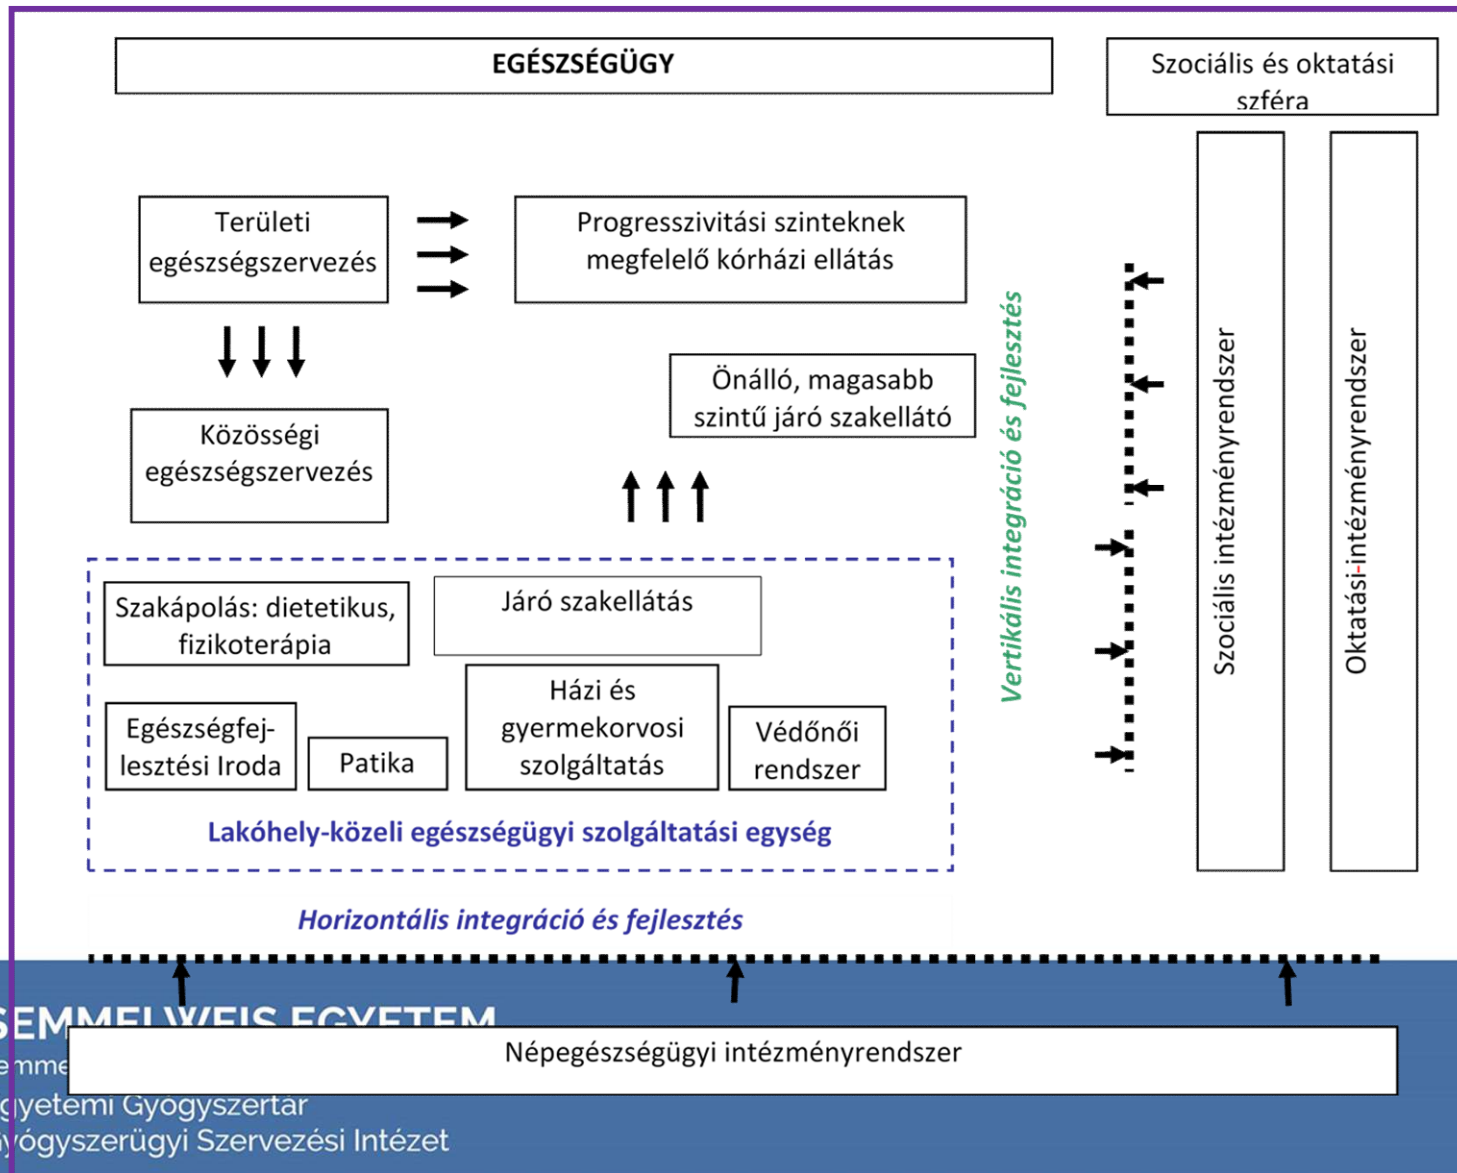 EGÉSZSÉGÜGY
Szociális és oktatási
szféra
Területi
egészségszervezés
Progresszivitási szinteknek
megfelelő kórházi ellátás
Önálló, magasabb
szintű járó szakellátó
Közösségi
egészségszervezés
Vertikális integráció és fejlesztés
Szociális intézményrendszer
Oktatási-intézményrendszer
Szakápolás: dietetikus,
fizikoterápia
Járó szakellátás
Egészségfej-
lesztési Iroda
Patika
Házi és
gyermekorvosi
szolgáltatás
Védőnői
rendszer
Lakóhely-közeli egészségügyi szolgáltatási egység
Horizontális integráció és fejlesztés
SEMMELWEIS EGYETEM
Népegészségügyi intézményrendszer
gyetemi Gyógyszertár
yógyszerügyi Szervezési Intézet